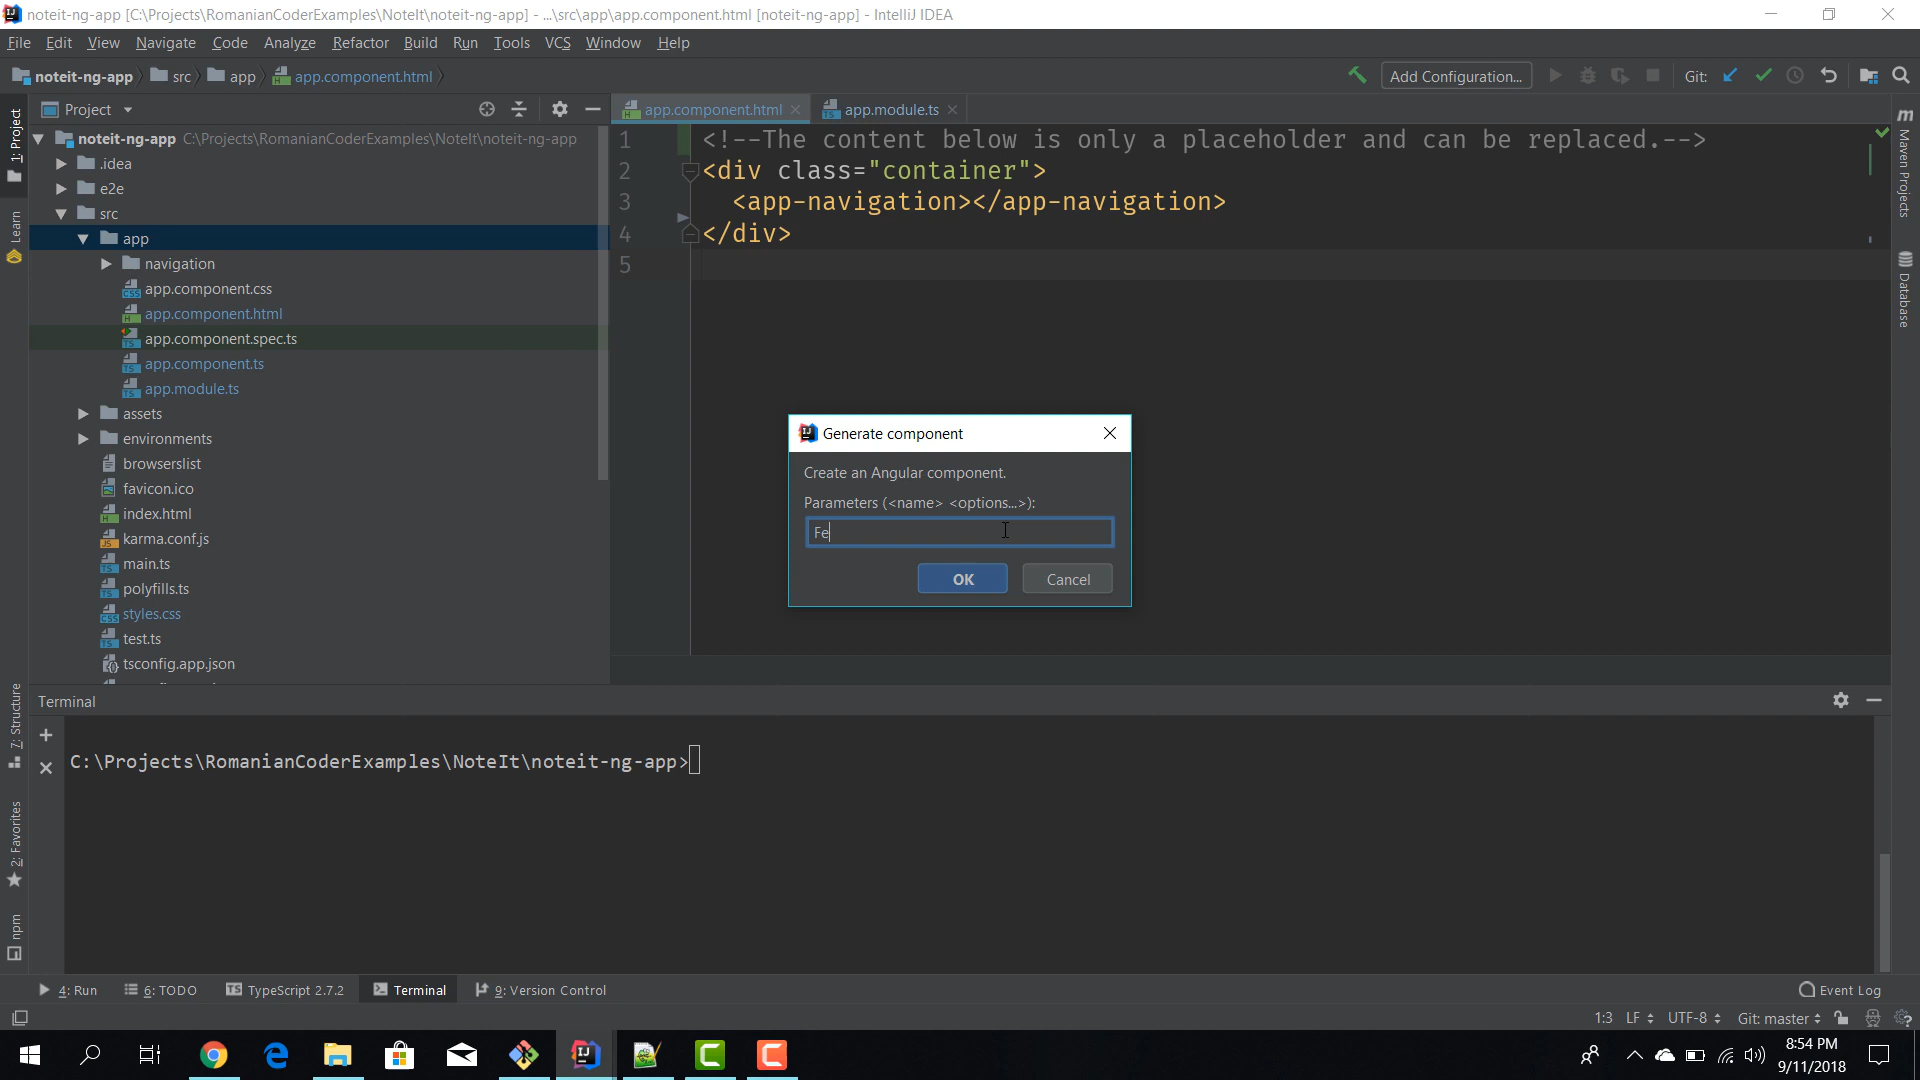 noteit-ng-app [C:\Projects\RomanianCoderExamples\NoteIt\noteit-ng-app] - ...\src\app\app.component.html [noteit-ng-app] - IntelliJ IDEA
File Edit View Navigate Code Analyze Refactor Build Run Tools VCS Window Help
noteit-ng-app src app app.component.html Add Configuration... Git:
Project app.component.html app.module.ts
noteit-ng-app C:\Projects\RomanianCoderExamples\NoteIt\noteit-ng-app
.idea
e2e
src
app
navigation
app.component.css
app.component.html
app.component.spec.ts
app.component.ts
app.module.ts
assets
environments
browserslist
favicon.ico
index.html
karma.conf.js
main.ts
polyfills.ts
styles.css
test.ts
tsconfig.app.json
1 <!--The content below is only a placeholder and can be replaced.-->
2 <div class="container">
3 <app-navigation></app-navigation>
4 </div>
5
Generate component
Create an Angular component.
Parameters (<name> <options...>):
Fe
OK Cancel
1: Project
Learn
7: Structure
2: Favorites
npm
m Maven Projects
Database
Terminal
C:\Projects\RomanianCoderExamples\NoteIt\noteit-ng-app>
4: Run 6: TODO TypeScript 2.7.2 Terminal 9: Version Control Event Log
1:3 LF UTF-8 Git: master
8:54 PM
9/11/2018